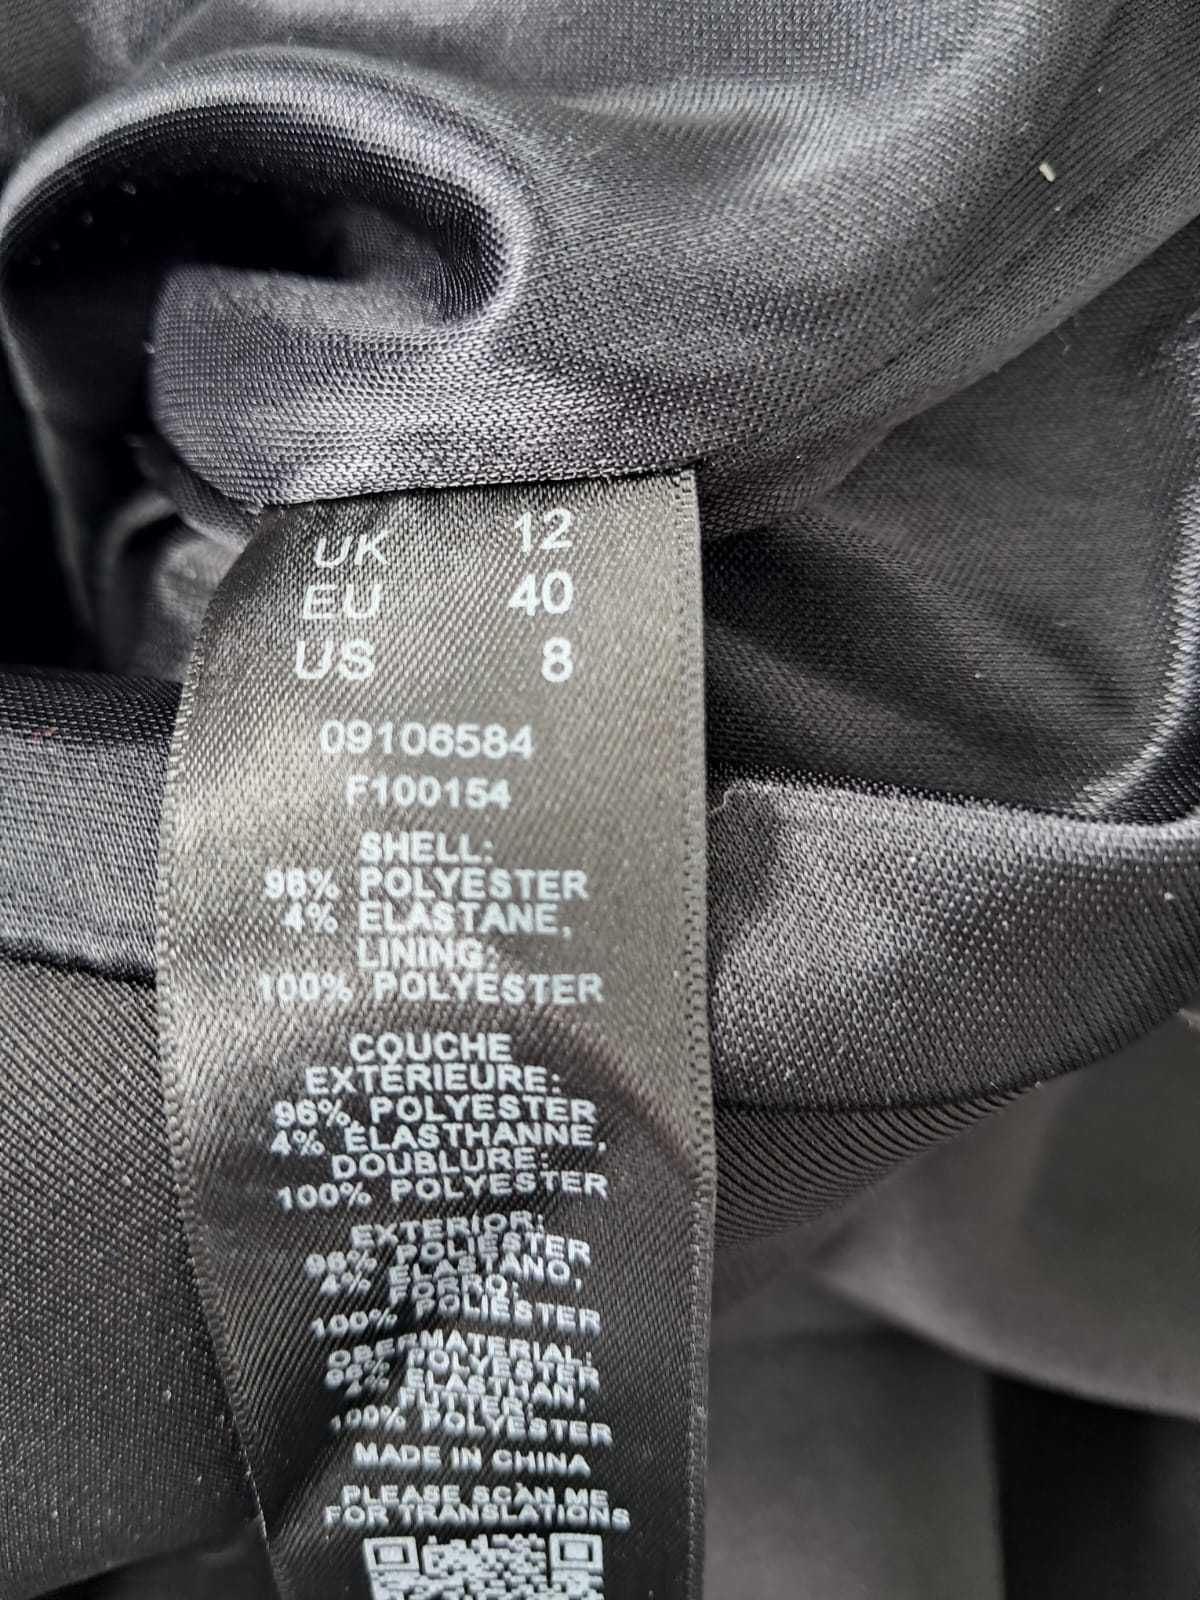 UK 12
EU 40
US 8
09106584
F100154
SHELL:
96% POLYESTER
4% ELASTANE,
LINING:
100% POLYESTER
COUCHE
EXTERIEURE:
96% POLYESTER
4% ELASTHANNE,
DOUBLURE:
100% POLYESTER
EXTERIOR:
96% POLIESTER
4% ELASTANO,
FORRO:
100% POLIESTER
OBERMATERIAL:
96% POLYESTER
4% ELASTHAN,
FUTTER:
100% POLYESTER
MADE IN CHINA
PLEASE SCAN ME
FOR TRANSLATIONS